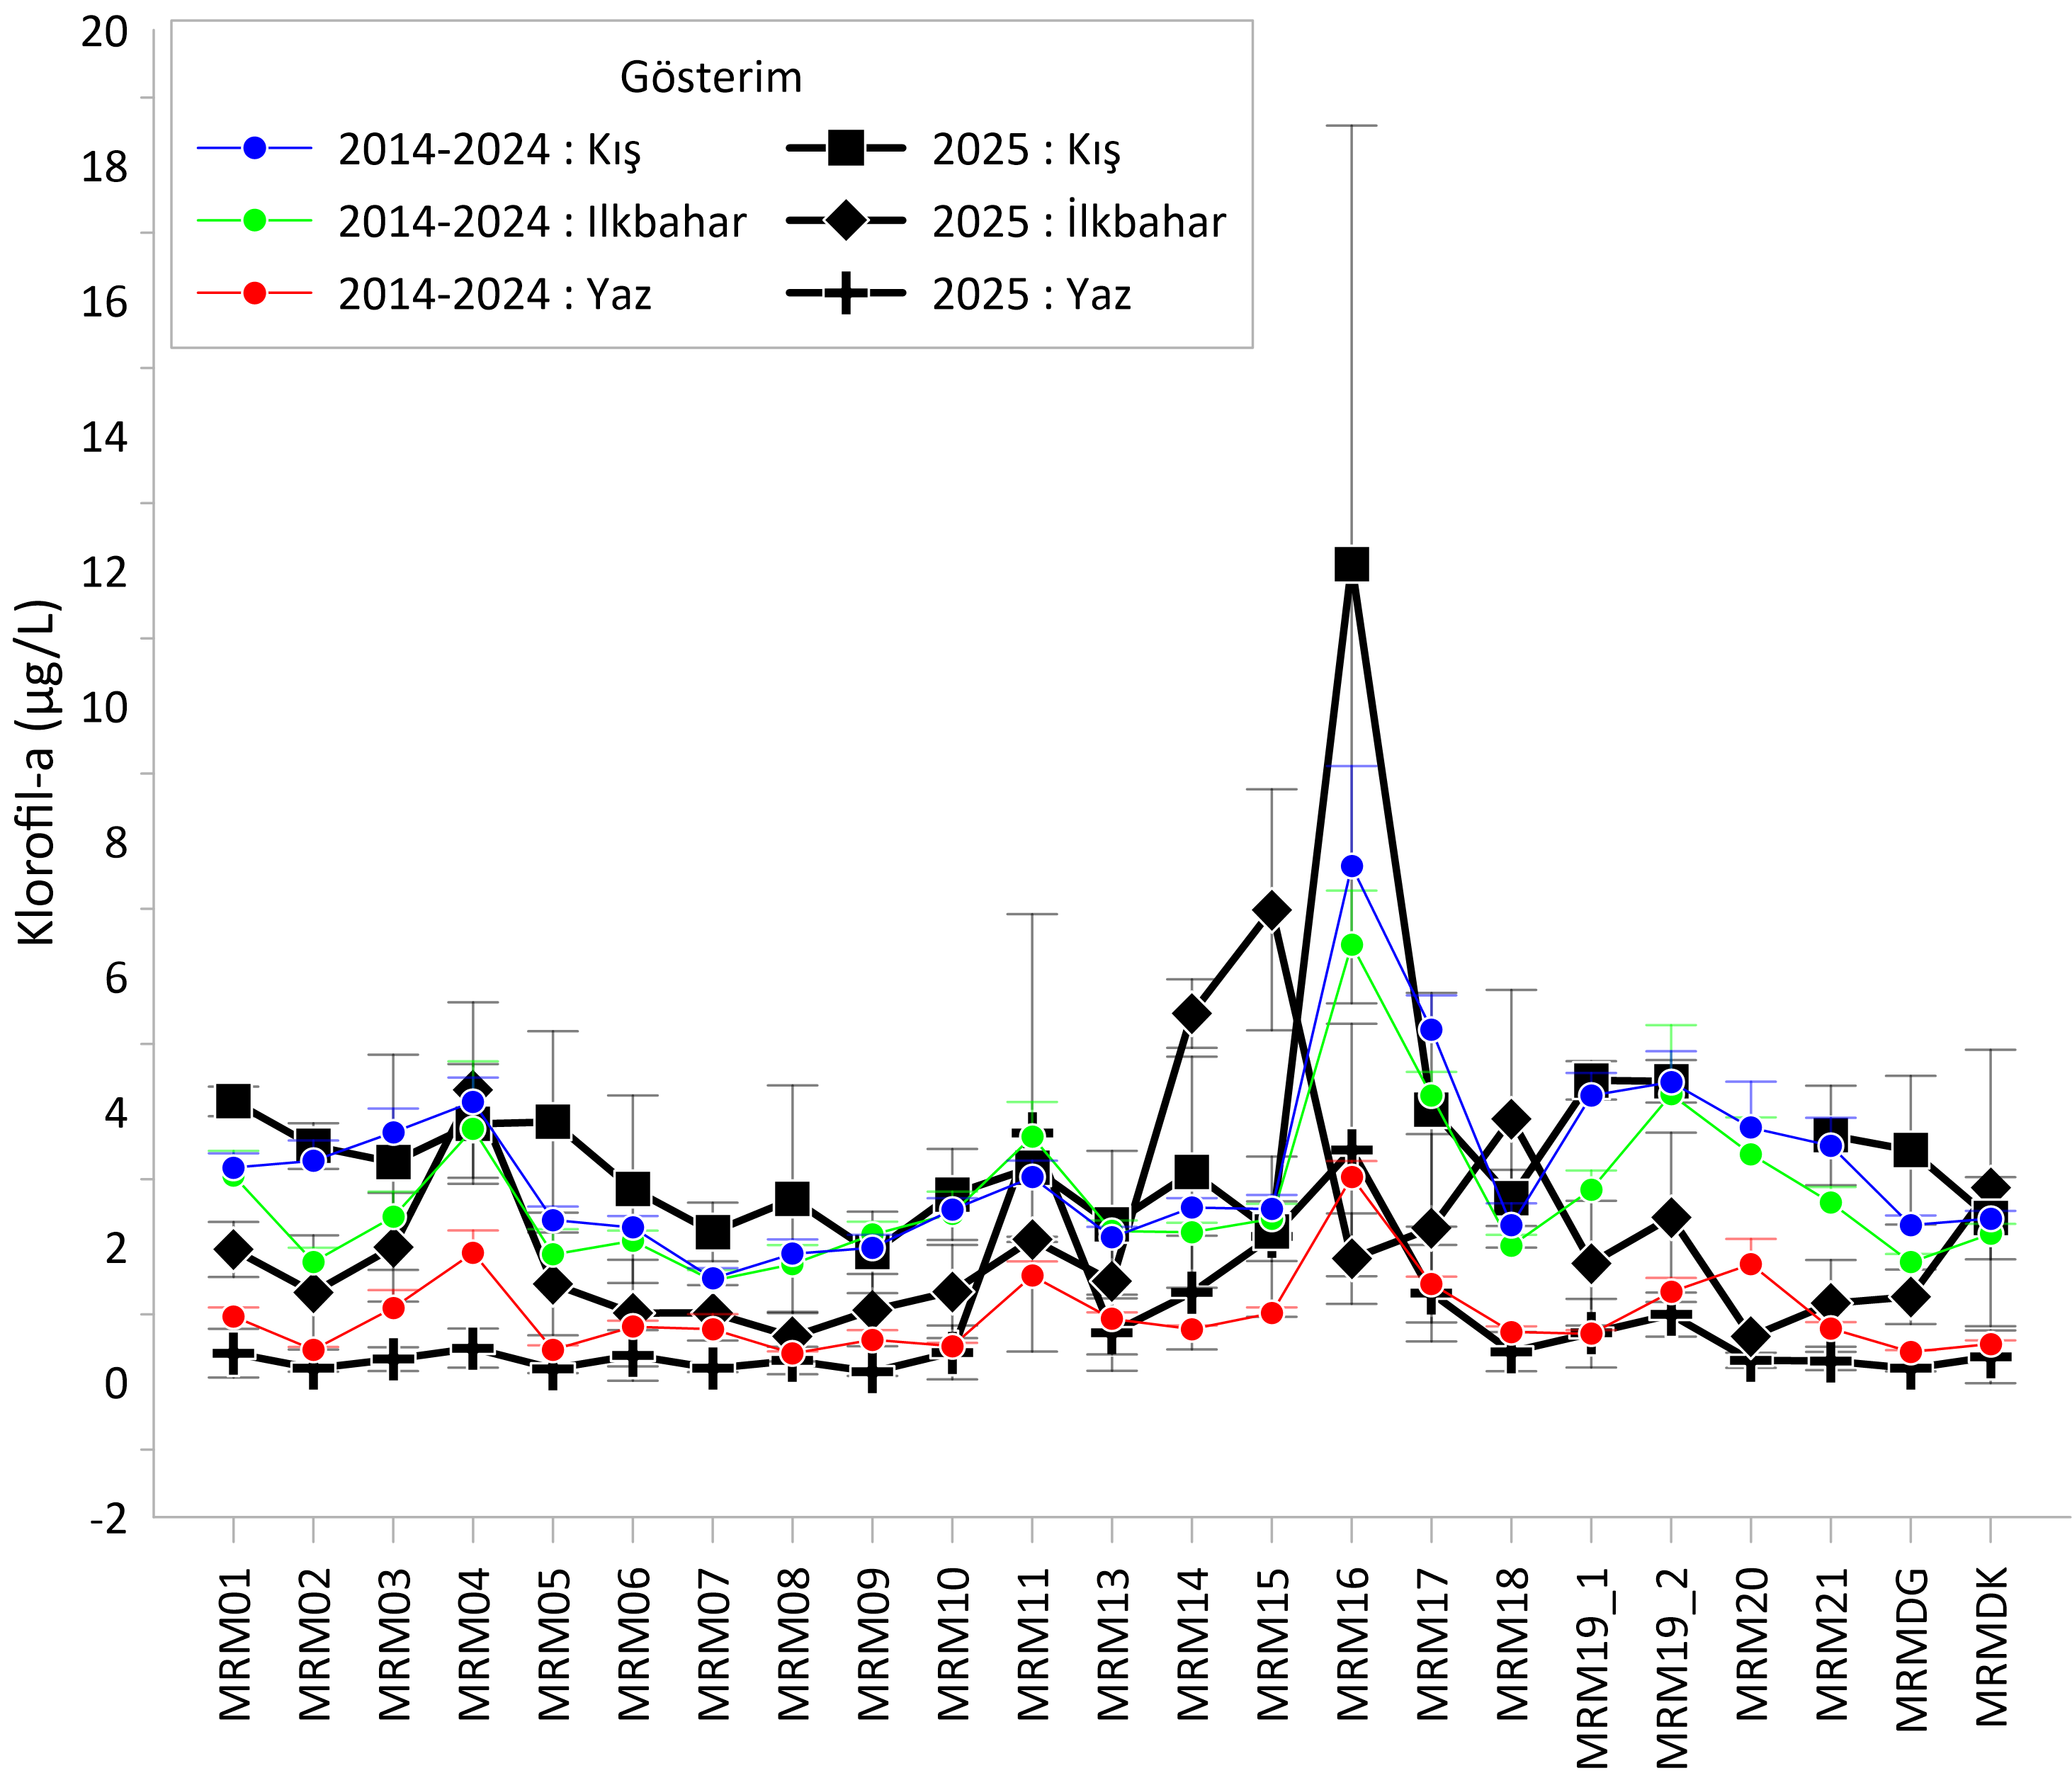 Gösterim
2014-2024 : Kış
2025 : Kış
2014-2024 : Ilkbahar
2025 : İlkbahar
2014-2024 : Yaz
2025 : Yaz
Klorofil-a (µg/L)
20
18
16
14
12
10
8
6
4
2
0
-2
MRM01
MRM02
MRM03
MRM04
MRM05
MRM06
MRM07
MRM08
MRM09
MRM10
MRM11
MRM13
MRM14
MRM15
MRM16
MRM17
MRM18
MRM19_1
MRM19_2
MRM20
MRM21
MRMDG
MRMDK